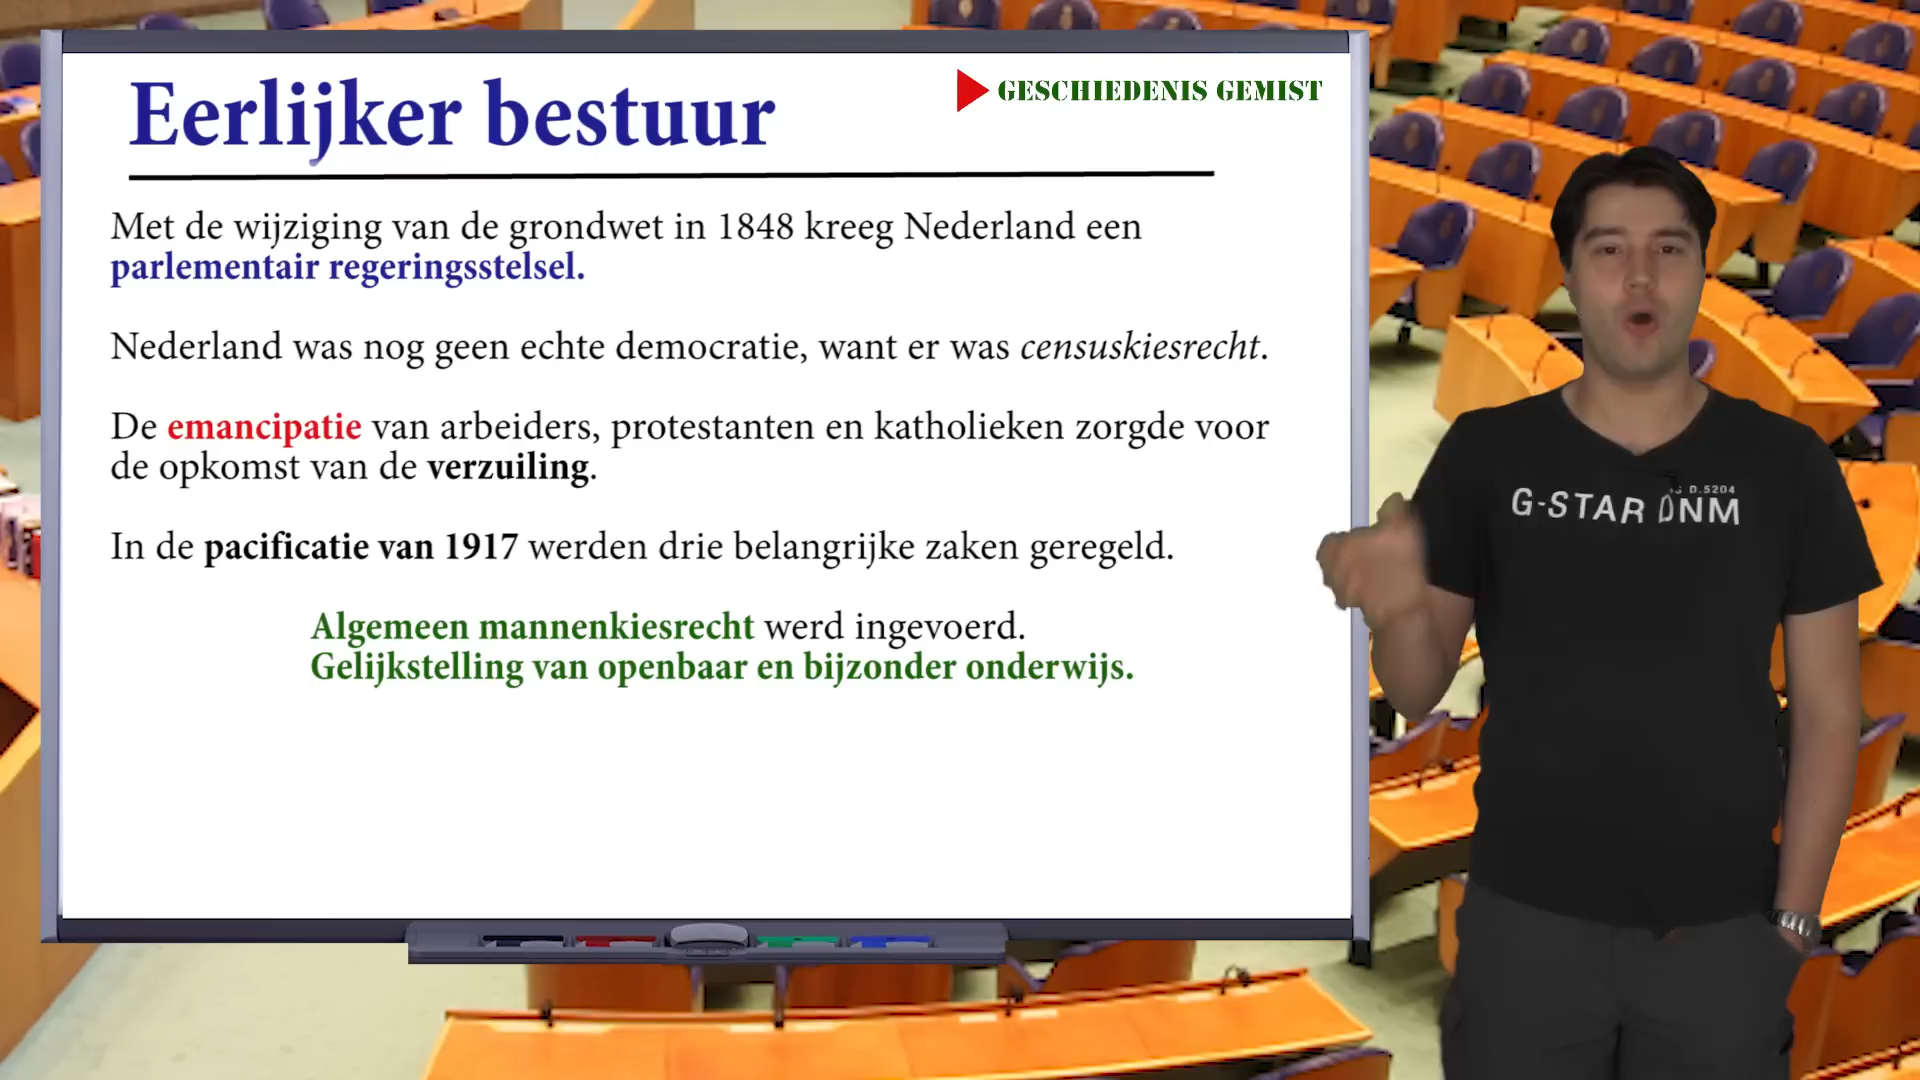 Eerlijker bestuur
GESCHIEDENIS GEMIST
Met de wijziging van de grondwet in 1848 kreeg Nederland een
parlementair regeringsstelsel.
Nederland was nog geen echte democratie, want er was censuskiesrecht.
De emancipatie van arbeiders, protestanten en katholieken zorgde voor
de opkomst van de verzuiling.
In de pacificatie van 1917 werden drie belangrijke zaken geregeld.
Algemeen mannenkiesrecht werd ingevoerd.
Gelijkstelling van openbaar en bijzonder onderwijs.
D.5204
G-STAR DNM